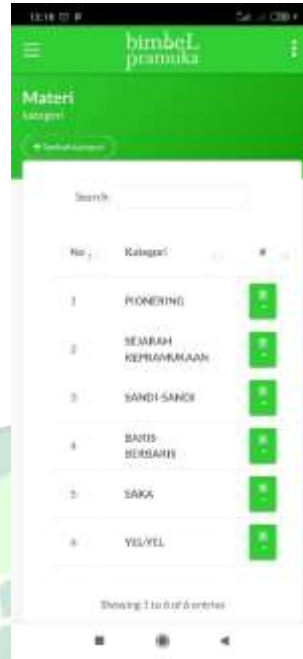 bimbeL
pramuka
Materi
kategori
Search:
No
Kategori
#
1
PIONERING
2
SEJARAH
KEPRAMUKAAN
3
SANDI-SANDI
4
BARIS-
BERBARIS
5
SAKA
6
YEL-YEL
Showing 1 to 6 of 6 entries